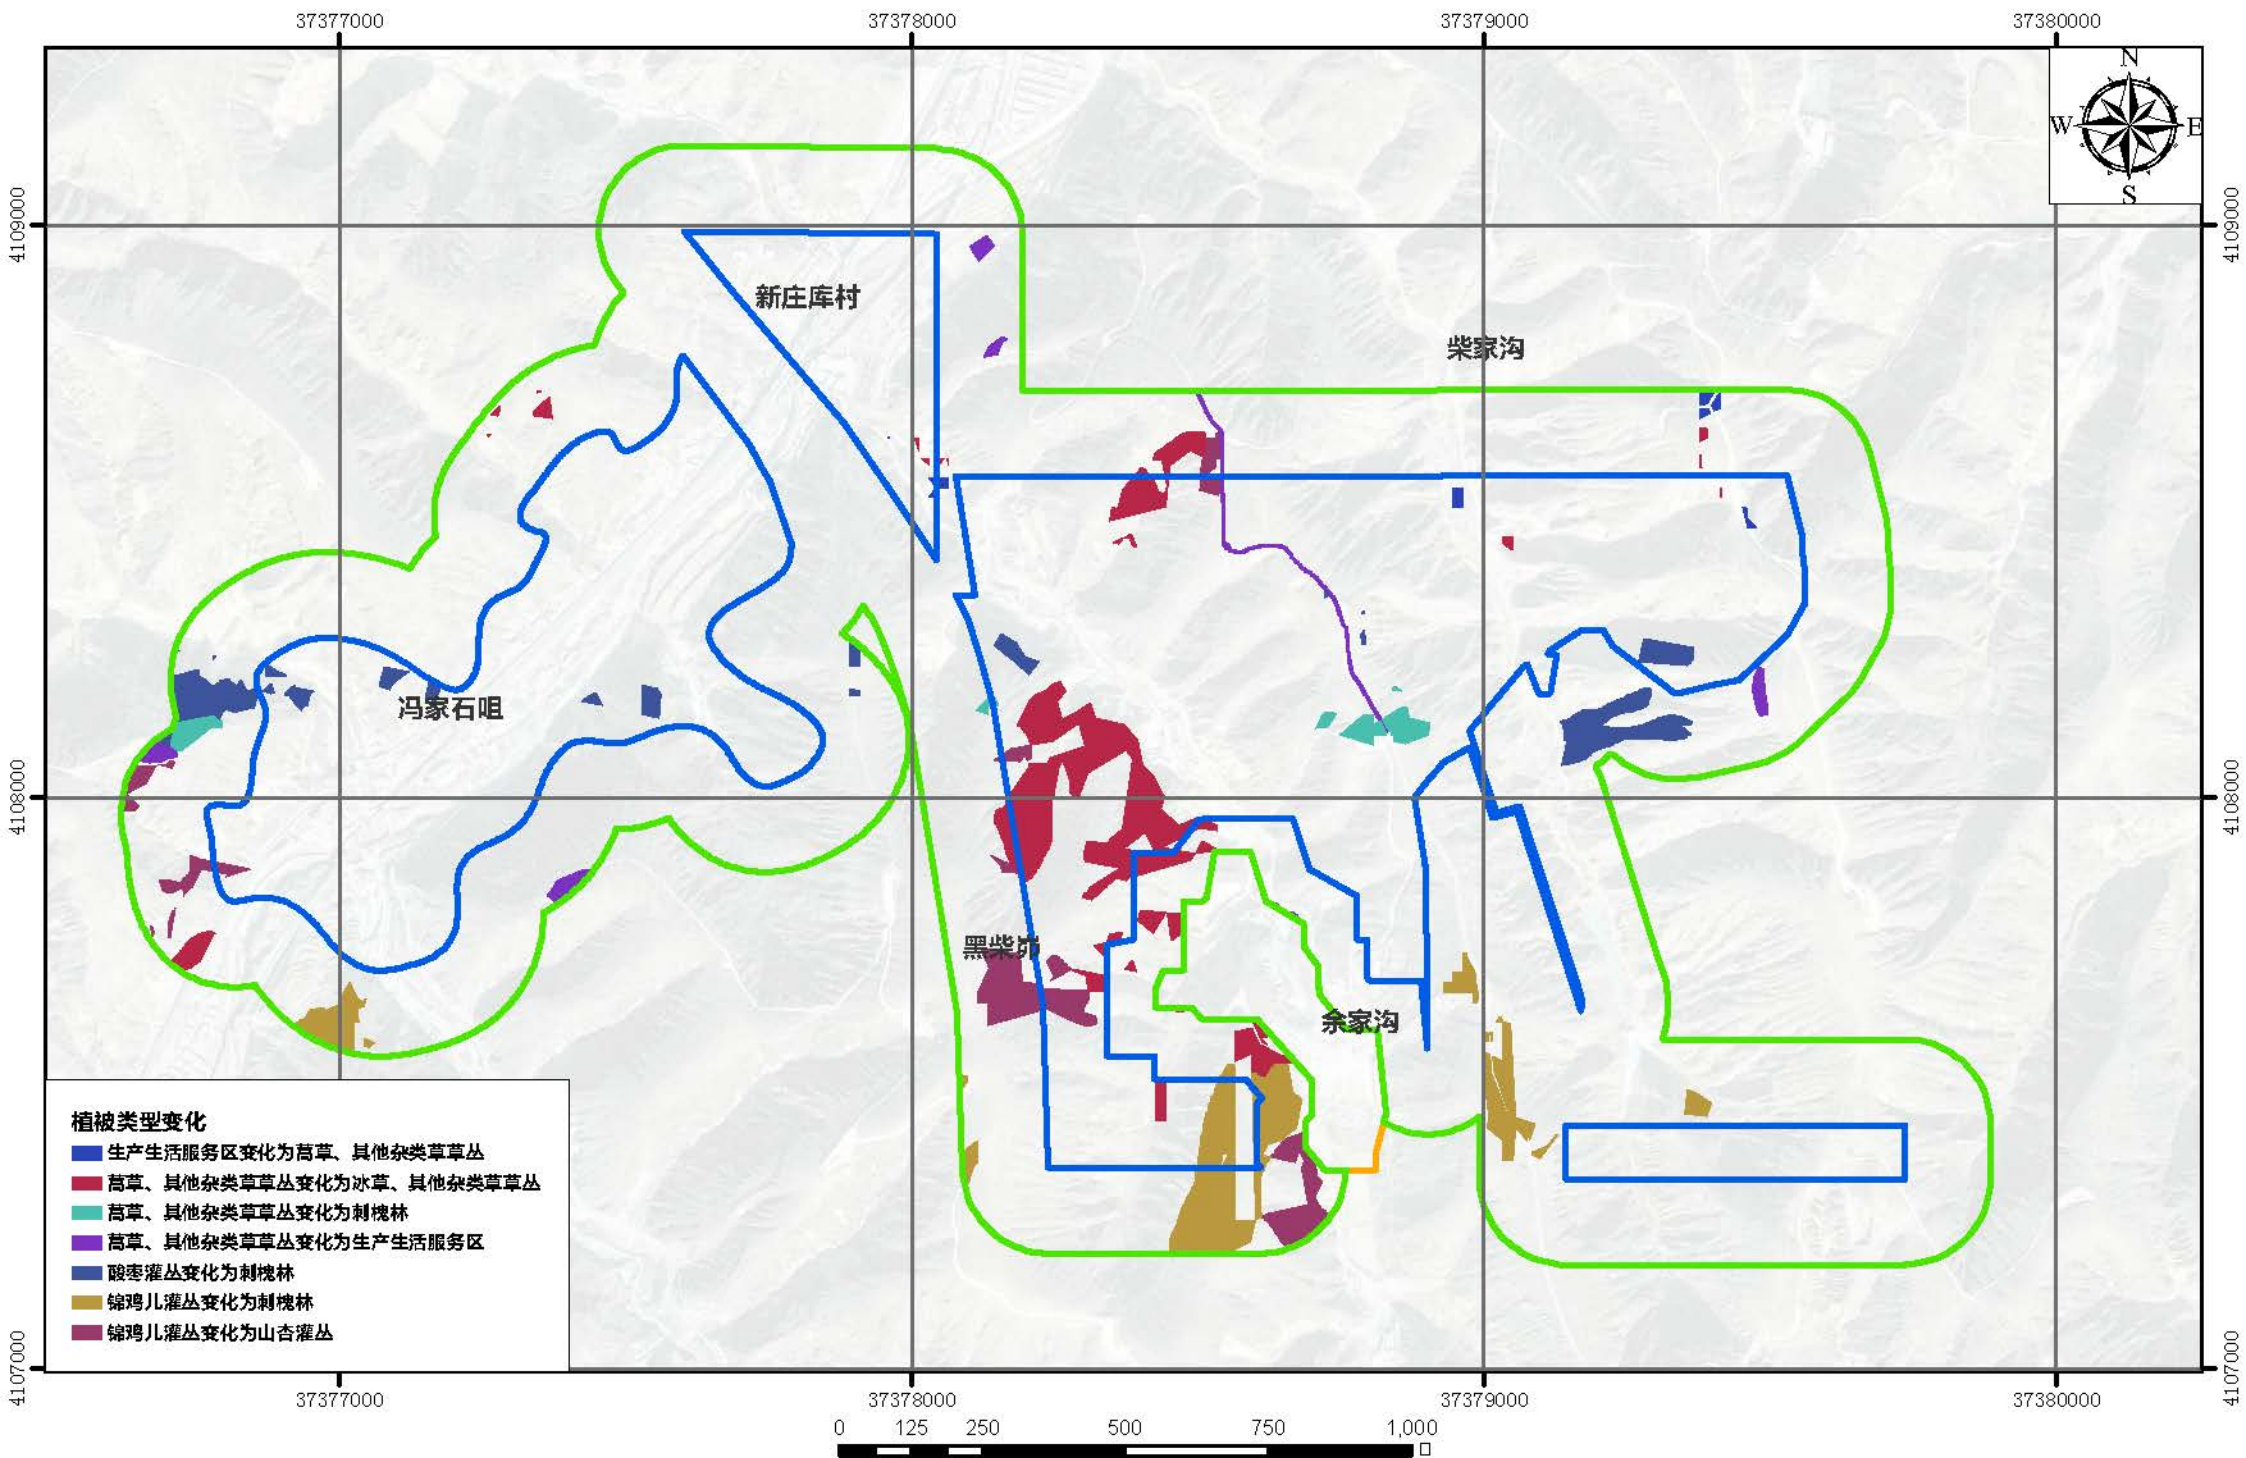 37377000 37378000 37379000 37380000
N
W E
S
4109000 4109000
新庄库村
柴家沟
冯家石咀
4108000 4108000
黑柴峁
余家沟
植被类型变化
生产生活服务区变化为蒿草、其他杂类草草丛
蒿草、其他杂类草草丛变化为冰草、其他杂类草草丛
蒿草、其他杂类草草丛变化为刺槐林
蒿草、其他杂类草草丛变化为生产生活服务区
酸枣灌丛变化为刺槐林
锦鸡儿灌丛变化为刺槐林
锦鸡儿灌丛变化为山杏灌丛
4107000 4107000
37377000 37378000 37379000 37380000
0 125 250 500 750 1,000